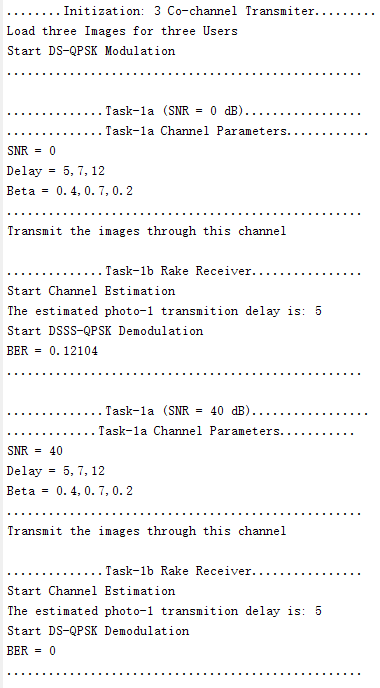 ........Initization: 3 Co-channel Transmiter.........
Load three Images for three Users
Start DS-QPSK Modulation
...................................................

..............Task-1a (SNR = 0 dB).................
..............Task-1a Channel Parameters............
SNR = 0
Delay = 5,7,12
Beta = 0.4,0.7,0.2
...................................................
Transmit the images through this channel

..............Task-1b Rake Receiver................
Start Channel Estimation
The estimated photo-1 transmition delay is: 5
Start DSSS-QPSK Demodulation
BER = 0.12104
...................................................

..............Task-1a (SNR = 40 dB).................
.............Task-1a Channel Parameters...........
SNR = 40
Delay = 5,7,12
Beta = 0.4,0.7,0.2
...................................................
Transmit the images through this channel

..............Task-1b Rake Receiver................
Start Channel Estimation
The estimated photo-1 transmition delay is: 5
Start DS-QPSK Demodulation
BER = 0
...................................................